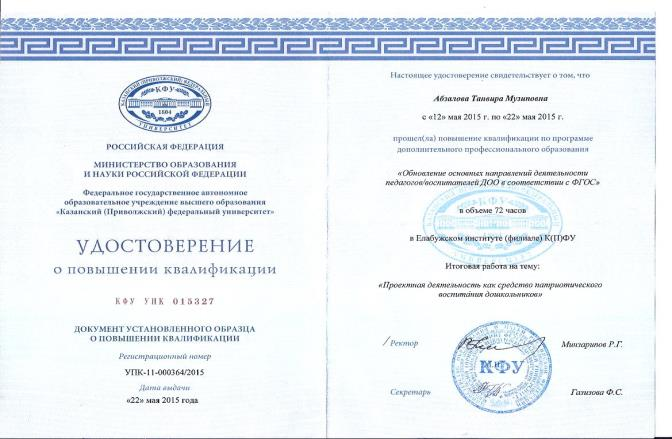 КАЗАНСКИЙ (ПРИВОЛЖСКИЙ) ФЕДЕРАЛЬНЫЙ
КФУ
1804
УНИВЕРСИТЕТ
РОССИЙСКАЯ ФЕДЕРАЦИЯ
МИНИСТЕРСТВО ОБРАЗОВАНИЯ
И НАУКИ РОССИЙСКОЙ ФЕДЕРАЦИИ
Федеральное государственное автономное
образовательное учреждение высшего образования
«Казанский (Приволжский) федеральный университет»
УДОСТОВЕРЕНИЕ
о повышении квалификации
КФУ УПК 015327
ДОКУМЕНТ УСТАНОВЛЕННОГО ОБРАЗЦА
О ПОВЫШЕНИИ КВАЛИФИКАЦИИ
Регистрационный номер
УПК-11-000364/2015
Дата выдачи
«22» мая 2015 года
Настоящее удостоверение свидетельствует о том, что
Абзалова Танвира Музиповна
с «12» мая 2015 г. по «22» мая 2015 г.
прошел(ла) повышение квалификации по программе
дополнительного профессионального образования
«Обновление основных направлений деятельности
педагогов/воспитателей ДОО в соответствии с ФГОС»
в объеме 72 часов
в Елабужском институте (филиале) К(П)ФУ
Итоговая работа на тему:
«Проектная деятельность как средство патриотического
воспитания дошкольников»
Ректор
Минзарипов Р.Г.
М.П.
КФУ
Секретарь
Газизова Ф.С.